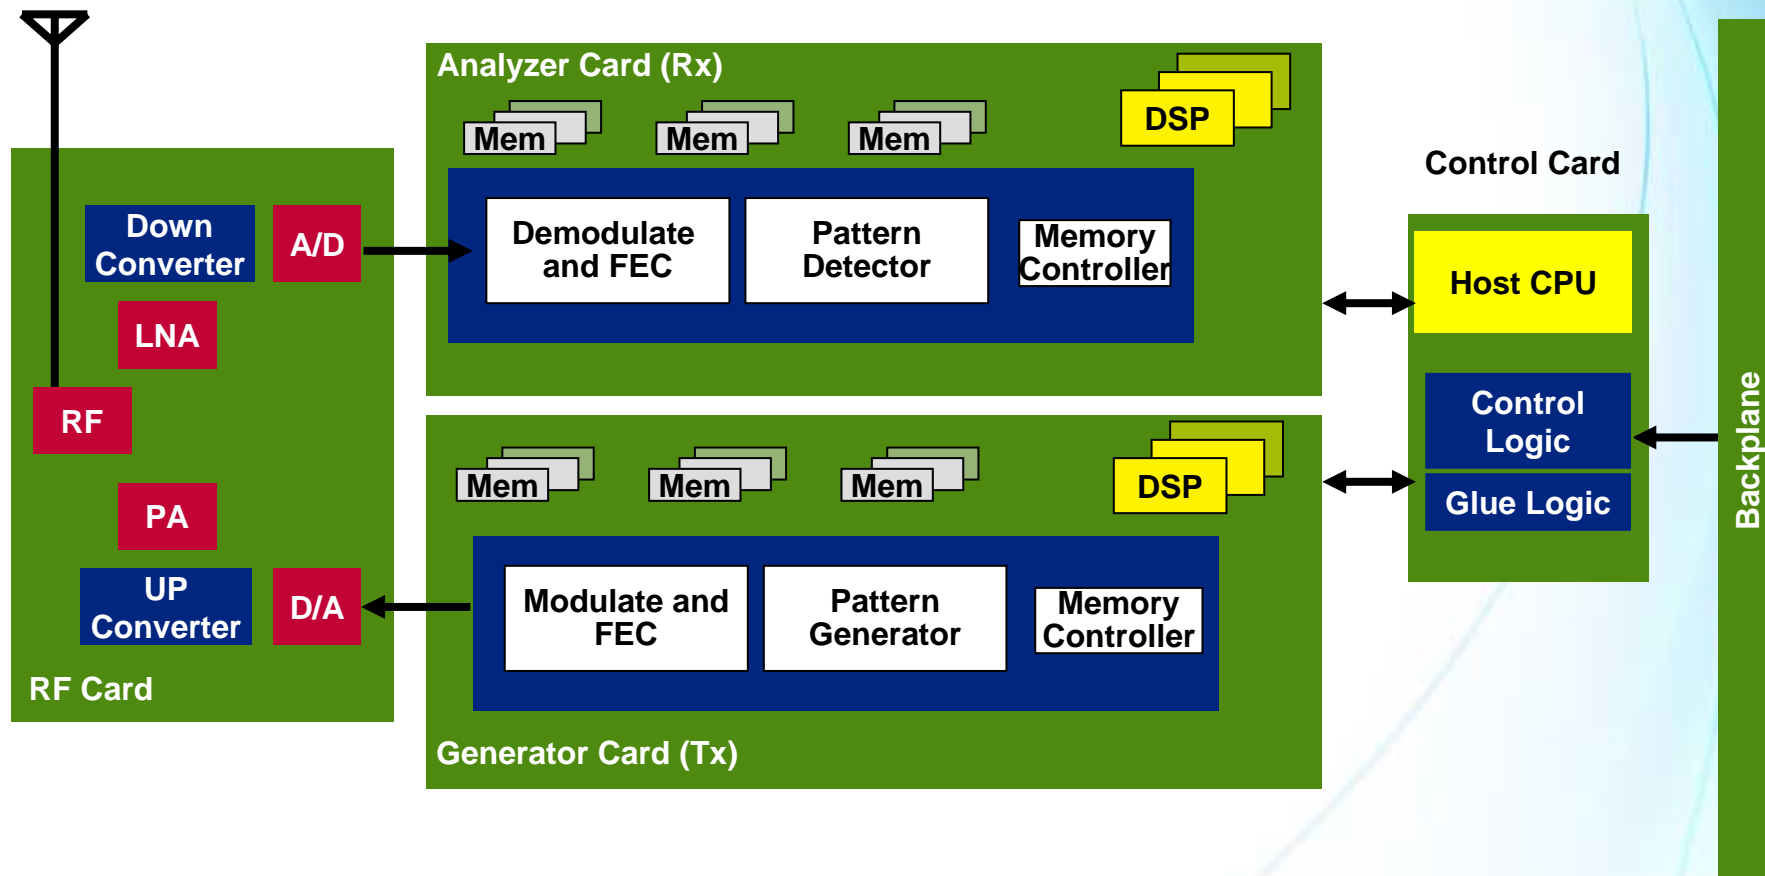 Analyzer Card (Rx)
Mem
Mem
Mem
DSP
Down
Converter
A/D
LNA
RF
PA
UP
Converter
D/A
RF Card
Demodulate
and FEC
Pattern
Detector
Memory
Controller
Mem
Mem
Mem
DSP
Modulate and
FEC
Pattern
Generator
Memory
Controller
Generator Card (Tx)
Control Card
Host CPU
Control
Logic
Glue Logic
Backplane